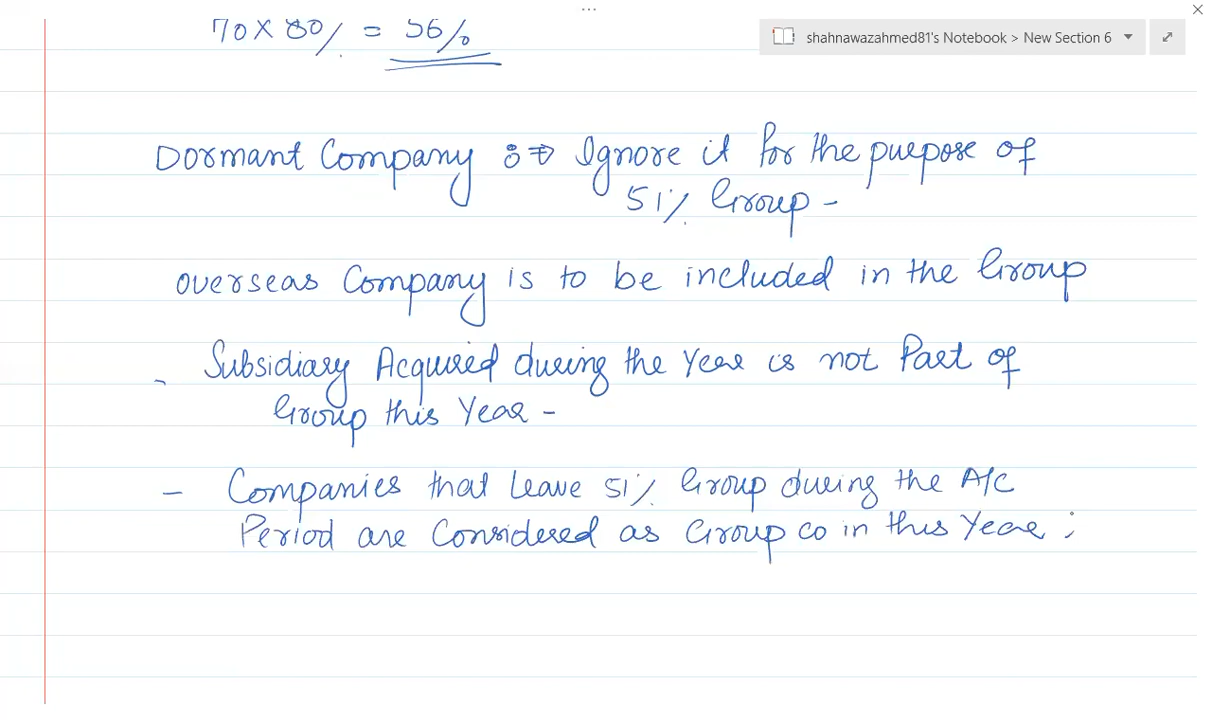 ...
shahnawazahmed81's Notebook > New Section 6
70 X 80% = 56%
Dormant Company :⇒ Ignore it for the purpose of
51% Group -
overseas Company is to be included in the Group
- Subsidiary Acquired during the Year is not Part of
Group this Year -
- Companies that Leave 51% Group during the A/C
Period are Considered as Group co in this Year ;